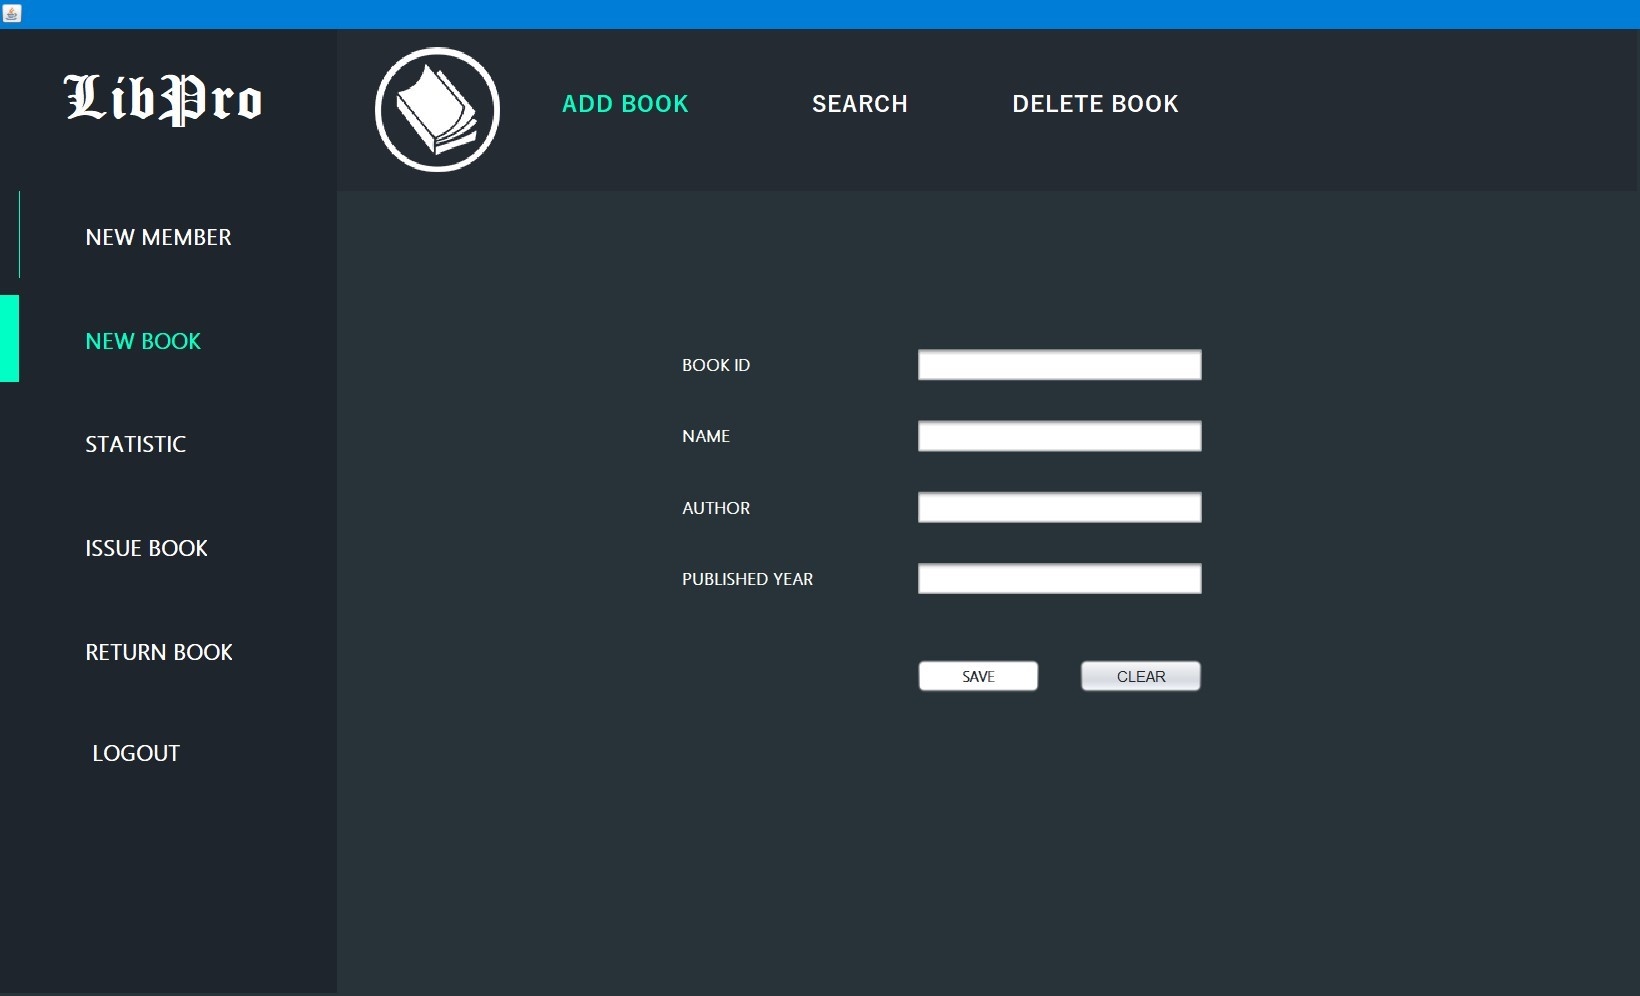 LibPro
ADD BOOK
SEARCH
DELETE BOOK
NEW MEMBER
NEW BOOK
STATISTIC
ISSUE BOOK
RETURN BOOK
LOGOUT
BOOK ID
NAME
AUTHOR
PUBLISHED YEAR
SAVE
CLEAR